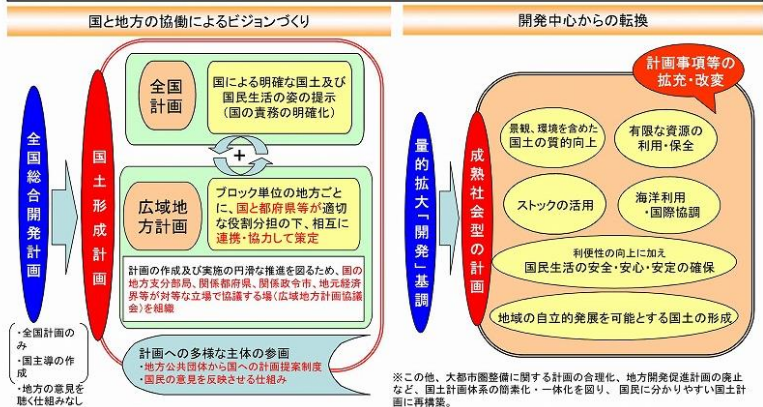 国と地方の協働によるビジョンづくり
全国総合開発計画
・全国計画の
み
・国主導の作
成
・地方の意見を
聴く仕組みなし
国土形成計画
全国
計画
国による明確な国土及び
国民生活の姿の提示
(国の責務の明確化)
+
広域地
方計画
ブロック単位の地方ごと
に、国と都府県等が適切
な役割分担の下、相互に
連携・協力して策定
計画の作成及び実施の円滑な推進を図るため、国の
地方支分部局、関係都府県、関係政令市、地元経済
界等が対等な立場で協議する場(広域地方計画協議
会)を組織
計画への多様な主体の参画
・地方公共団体から国への計画提案制度
・国民の意見を反映させる仕組み
開発中心からの転換
量的拡大「開発」基調
成熟社会型の計画
計画事項等の
拡充・改変
景観、環境を含めた
国土の質的向上
有限な資源の
利用・保全
ストックの活用
海洋利用
・国際協調
利便性の向上に加え
国民生活の安全・安心・安定の確保
地域の自立的発展を可能とする国土の形成
※この他、大都市圏整備に関する計画の合理化、地方開発促進計画の廃止
など、国土計画体系の簡素化・一体化を図り、 国民に分かりやすい国土計
画に再構築。